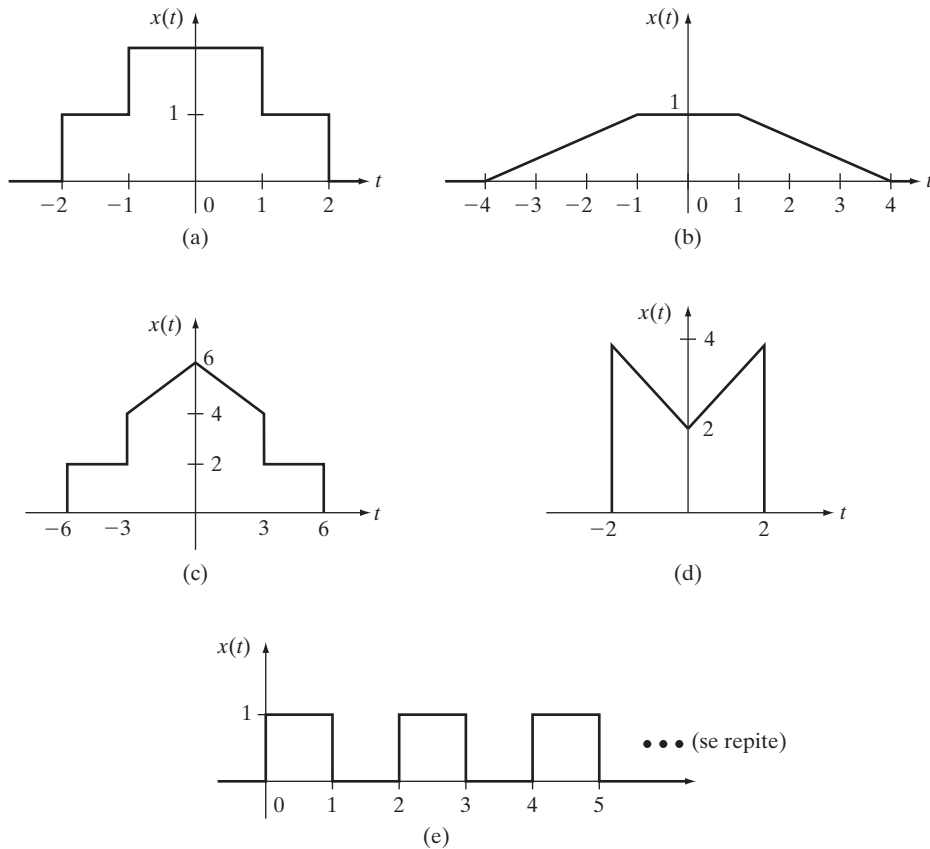 x(t)
1
t
−2 −1 0 1 2
(a)
x(t)
1
t
−4 −3 −2 −1 0 1 2 3 4
(b)
x(t)
6
4
2
t
−6 −3 3 6
(c)
x(t)
4
2
t
−2 2
(d)
x(t)
1
0 1 2 3 4 5
••• (se repite)
(e)